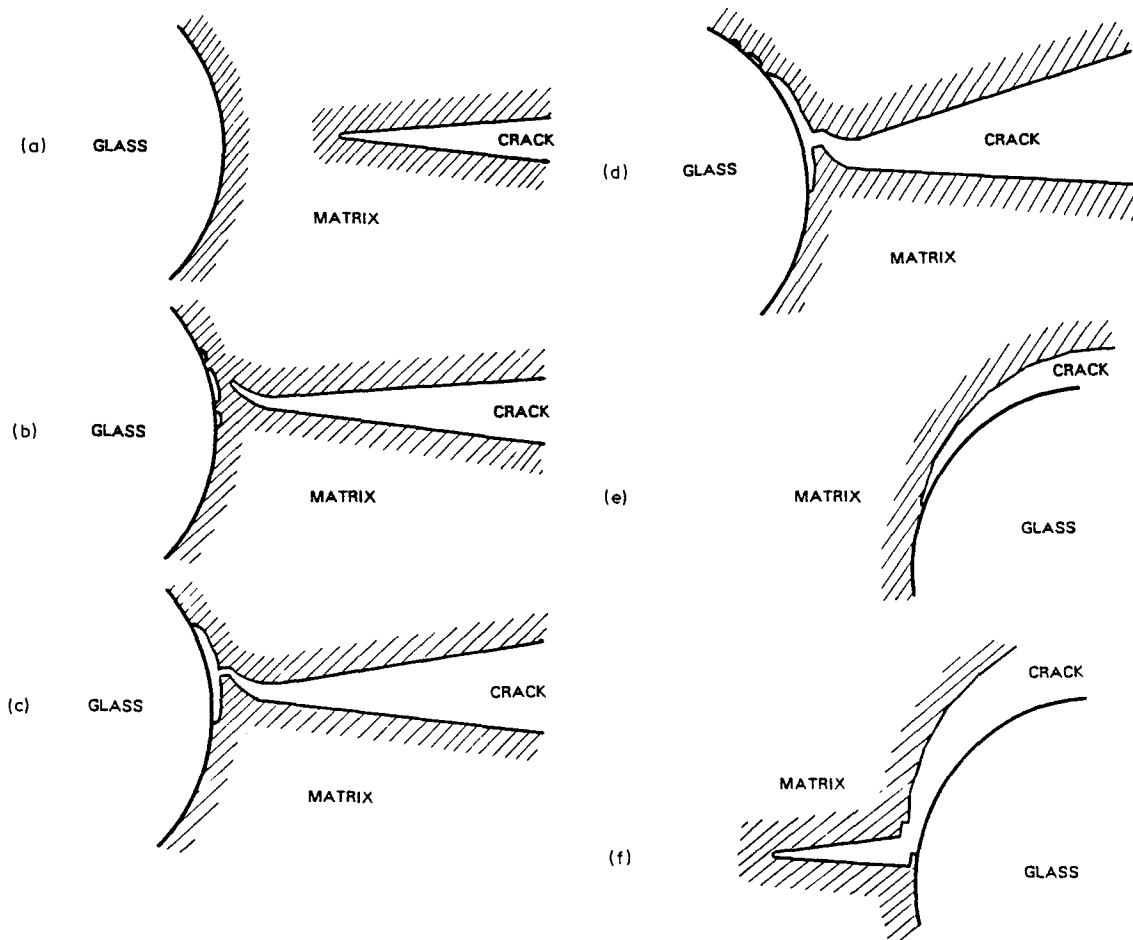 (a) GLASS CRACK
MATRIX
(b) GLASS CRACK
MATRIX
(c) GLASS CRACK
MATRIX
(d) GLASS CRACK
MATRIX
(e) CRACK
MATRIX
GLASS
(f) CRACK
MATRIX
GLASS